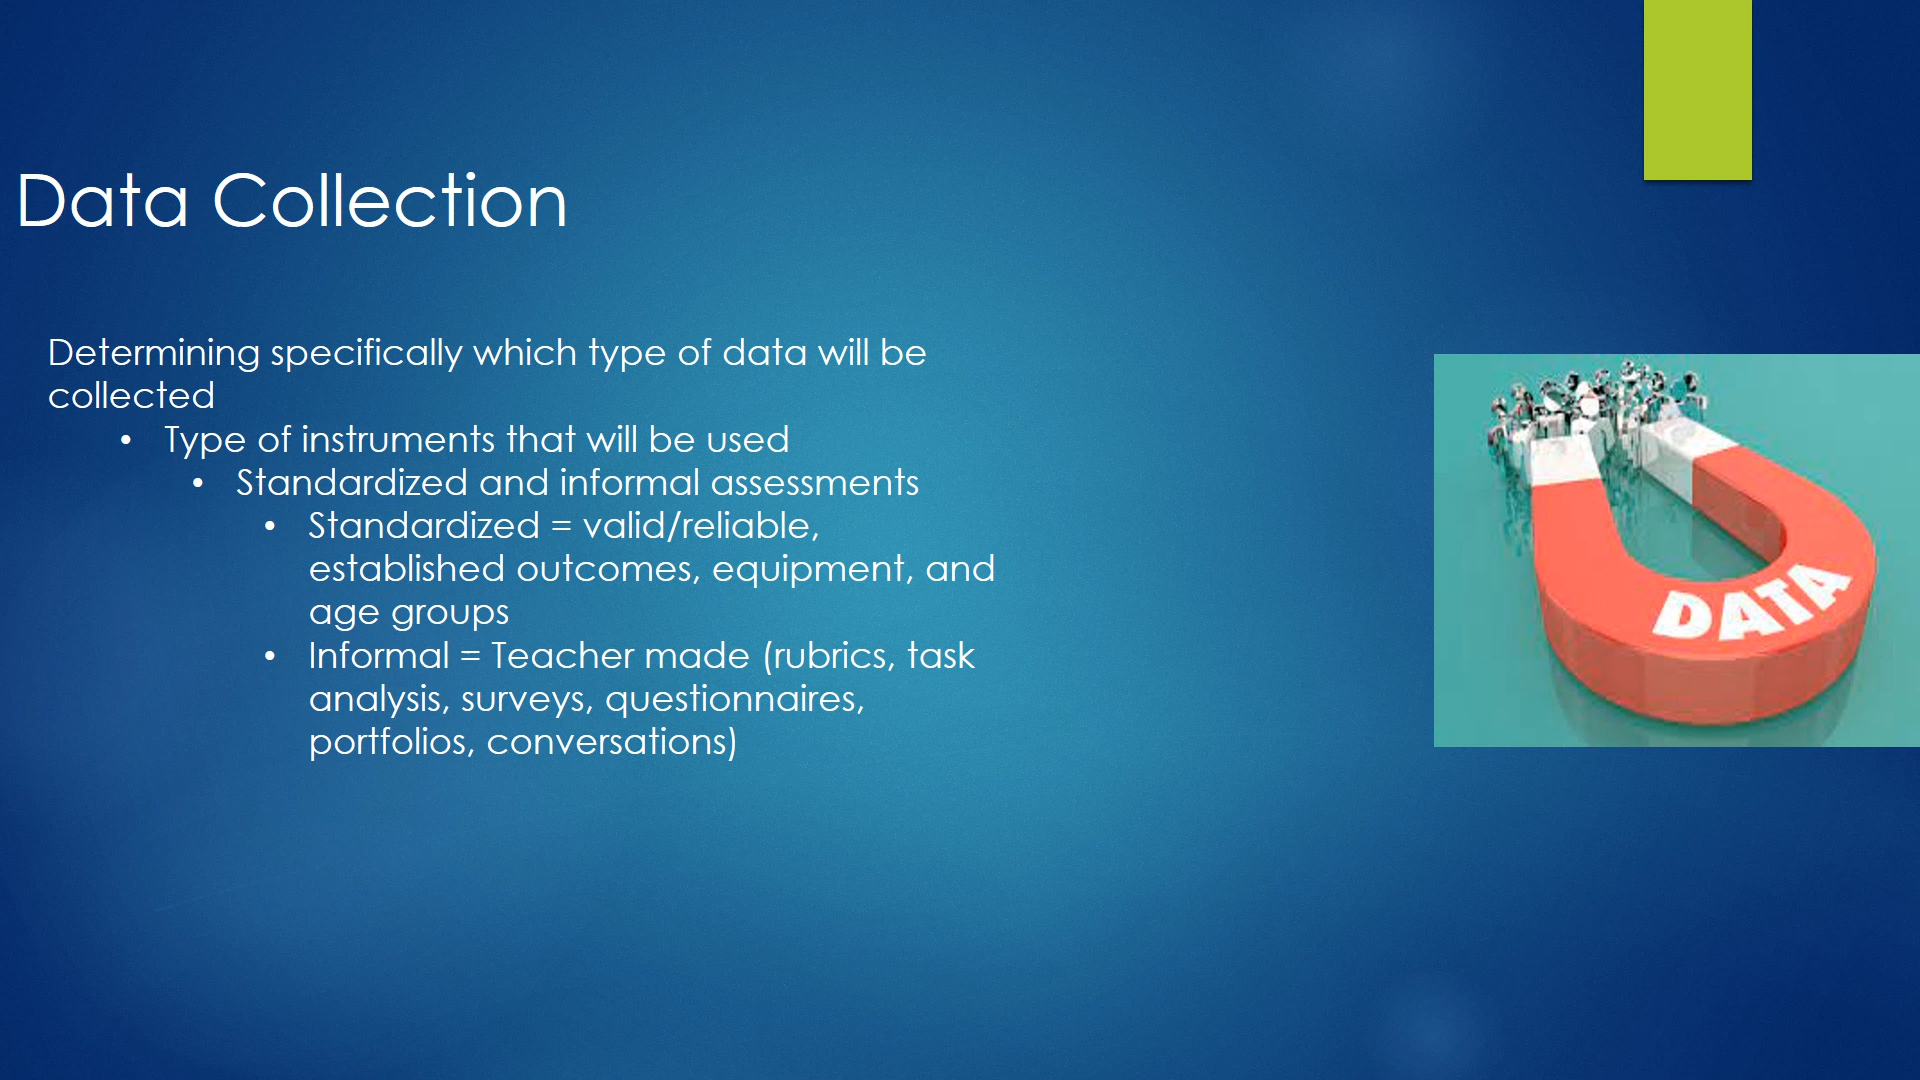 Data Collection
Determining specifically which type of data will be
collected
• Type of instruments that will be used
• Standardized and informal assessments
• Standardized = valid/reliable,
established outcomes, equipment, and
age groups
• Informal = Teacher made (rubrics, task
analysis, surveys, questionnaires,
portfolios, conversations)
DATA